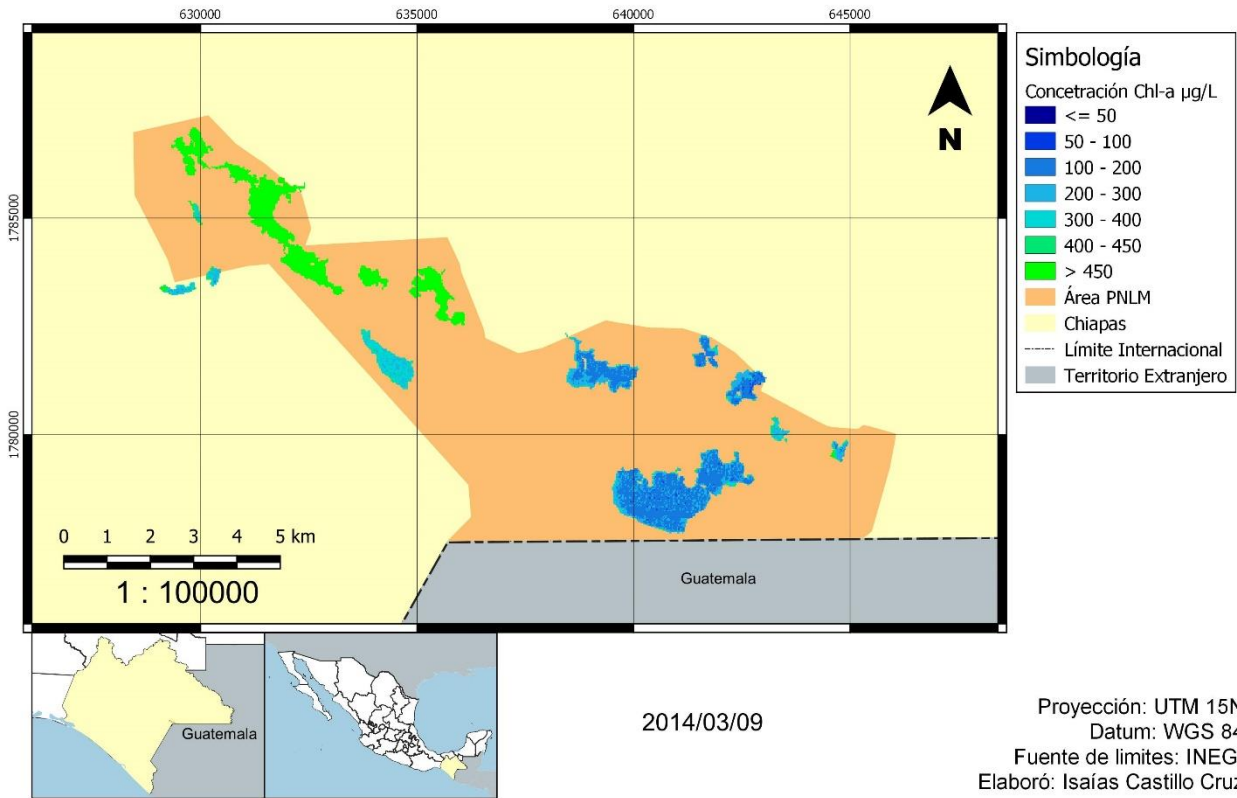 630000
635000
640000
645000
1785000
1780000
N
0 1 2 3 4 5 km
1 : 100000
Guatemala
Simbología
Concetración Chl-a µg/L
<= 50
50 - 100
100 - 200
200 - 300
300 - 400
400 - 450
> 450
Área PNLM
Chiapas
Límite Internacional
Territorio Extranjero
Guatemala
2014/03/09
Proyección: UTM 15N
Datum: WGS 84
Fuente de limites: INEG
Elaboró: Isaías Castillo Cruz